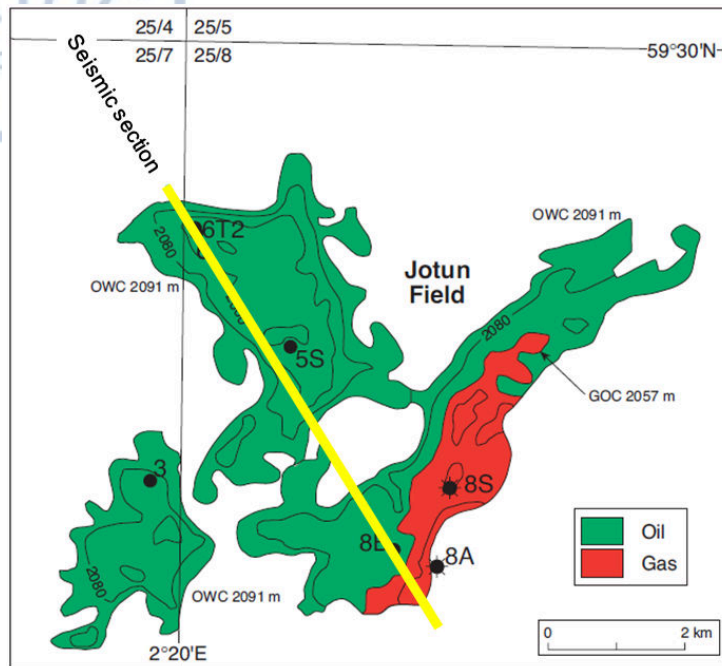 25/4 25/5
25/7 25/8
59°30'N
Seismic section
OWC 2091 m
6T2
2080
OWC 2091 m
Jotun
Field
2080
5S
GOC 2057 m
3
8S
8A
2080
OWC 2091 m
Oil
Gas
0 2 km
2°20'E